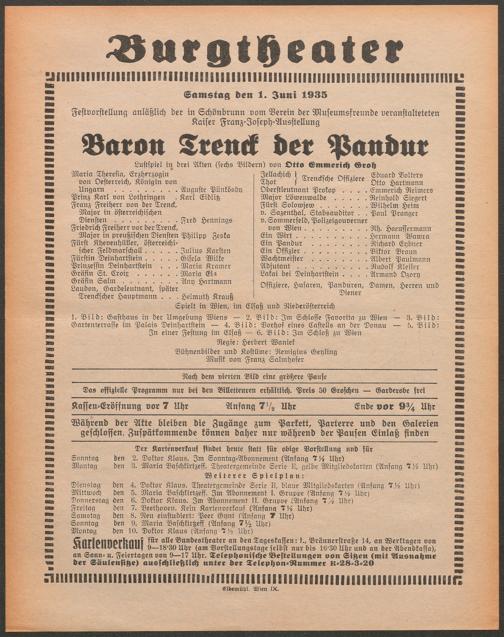 Burgtheater
Samstag den 1. Juni 1935
Festvorstellung anläßlich der in Schönbrunn vom Verein der Museumsfreunde veranstalteten
Kaiser Franz-Joseph-Ausstellung
Baron Trenck der Pandur
Lustspiel in drei Akten (sechs Bildern) von Otto Emmerich Groh
Maria Theresia, Erzherzogin
von Oesterreich, Königin von
Ungarn . . . Auguste Pünkösdy
Prinz Karl von Lothringen . . Karl Eidlitz
Franz Freiherr von der Trenck,
Major in österreichischen
Diensten . . . Fred Hennings
Friedrich Freiherr von der Trenck,
Major in preußischen Diensten Philipp Zeska
Fürst Khevenhüller, österreichi-
scher Feldmarschall . . . Julius Karsten
Fürstin Deinhartstein . . . Gisela Wilke
Prinzessin Deinhartstein . . Maria Kramer
Gräfin St. Croix . . . Maria Eis
Gräfin Salm . . . Any Hartmann
Laudon, Gardeleutnant, später
Trenckscher Hauptmann . . Helmuth Krauß
Jellachich } Trencksche Offiziere Eduard Volters
Thot } Otto Hartmann
Oberstleutnant Prokop . . . Emmerich Reimers
Major Löwenwalde . . . Reinhold Siegert
Fürst Solowjew . . . Wilhelm Heim
v. Sazenthal, Stabsauditor . . Paul Pranger
v. Sommerfeld, Polizeigouverneur
von Wien . . . Th. Haeussermann
Ein Wirt . . . Hermann Wawra
Ein Pandur . . . Richard Eybner
Ein Offizier . . . Viktor Braun
Wachtmeister . . . Albert Paulmann
Adjutant . . . Rudolf Kleiser
Lakai bei Deinhartstein . . . Armand Ozory
Offiziere, Husaren, Panduren, Damen, Herren und
Diener
Spielt in Wien, im Elsaß und Niederösterreich
1. Bild: Gasthaus in der Umgebung Wiens — 2. Bild: Im Schlosse Favorita zu Wien — 3. Bild:
Gartenterrasse im Palais Deinhartstein — 4. Bild: Vorhof eines Castells an der Donau — 5. Bild:
In einer Festung im Elsaß — 6. Bild: Im Schloß zu Wien
Regie: Herbert Waniek
Bühnenbilder und Kostüme: Remigius Geyling
Musik von Franz Salmhofer
Nach dem vierten Bild eine größere Pause
Das offizielle Programm nur bei den Billetteuren erhältlich. Preis 50 Groschen — Garderobe frei
Kassen-Eröffnung vor 7 Uhr Anfang 7½ Uhr Ende vor 9¾ Uhr
Während der Akte bleiben die Zugänge zum Parkett, Parterre und den Galerien
geschlossen. Zuspätkommende können daher nur während der Pausen Einlaß finden
Der Kartenverkauf findet heute statt für obige Vorstellung und für
Sonntag den 2. Doktor Klaus. Im Sonntag-Abonnement (Anfang 7½ Uhr)
Montag den 3. Maria Baschkirtzeff. Theatergemeinde Serie E, gelbe Mitgliedskarten (Anfang 7½ Uhr)
Weiterer Spielplan:
Dienstag den 4. Doktor Klaus. Theatergemeinde Serie B, blaue Mitgliedskarten (Anfang 7½ Uhr)
Mittwoch den 5. Maria Baschkirtzeff. Im Abonnement I. Gruppe (Anfang 7½ Uhr)
Donnerstag den 6. Doktor Klaus. Im Abonnement II. Gruppe (Anfang 7½ Uhr)
Freitag den 7. Beethoven. Kein Kartenverkauf (Anfang 7½ Uhr)
Samstag den 8. Neu einstudiert: Peer Gynt (Anfang 7 Uhr)
Sonntag den 9. Maria Baschkirtzeff (Anfang 7½ Uhr)
Montag den 10. Doktor Klaus (Anfang 7½ Uhr)
Kartenverkauf für alle Bundestheater an den Tageskassen: I., Bräunerstraße 14, an Werktagen von
9—18·30 Uhr (am Vorstellungstage selbst nur bis 16·30 Uhr und an der Abendkassa),
an Sonn- u. Feiertagen von 9—17 Uhr. Telephonische Bestellungen von Sitzen (mit Ausnahme
der Säulensitze) ausschließlich unter der Telephon-Nummer R-28-3-20
Elbemühl, Wien IX.